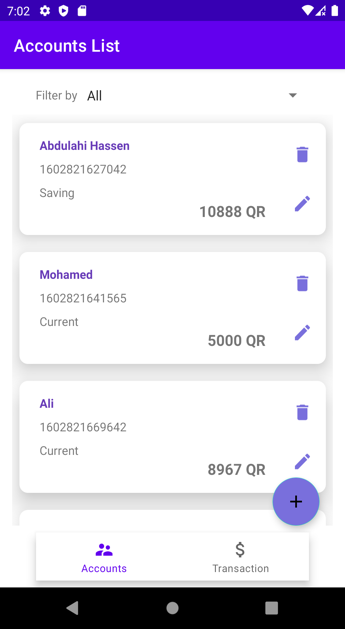 7:02
Accounts List
Filter by All
Abdulahi Hassen
1602821627042
Saving
10888 QR
Mohamed
1602821641565
Current
5000 QR
Ali
1602821669642
Current
8967 QR
+
$
Accounts Transaction